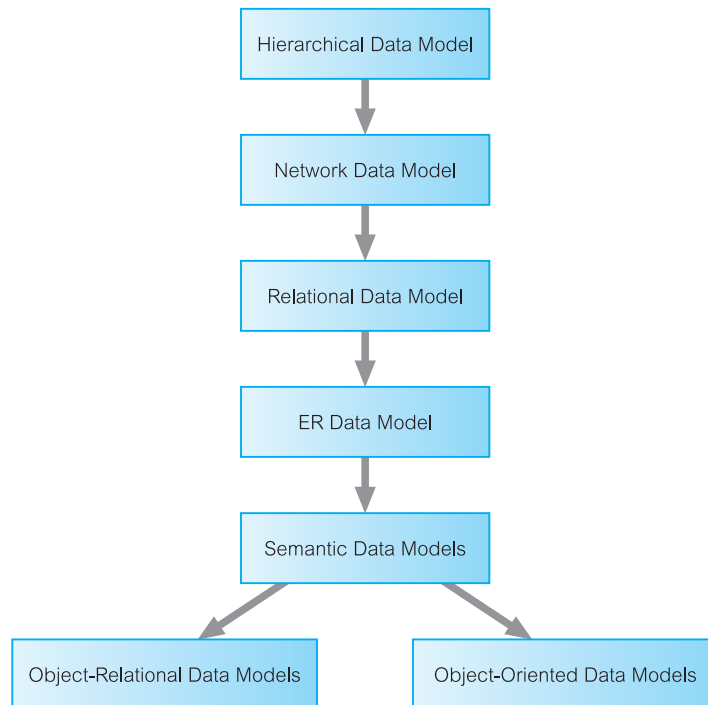 Hierarchical Data Model
Network Data Model
Relational Data Model
ER Data Model
Semantic Data Models
Object-Relational Data Models
Object-Oriented Data Models